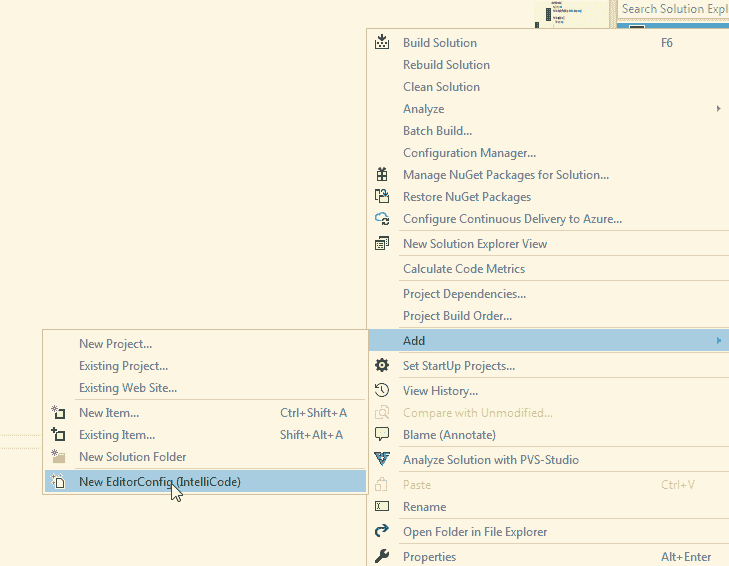 Search Solution Expl
Build Solution F6
Rebuild Solution
Clean Solution
Analyze
Batch Build...
Configuration Manager...
Manage NuGet Packages for Solution...
Restore NuGet Packages
Configure Continuous Delivery to Azure...
New Solution Explorer View
Calculate Code Metrics
Project Dependencies...
Project Build Order...
Add
Set StartUp Projects...
View History...
Compare with Unmodified...
Blame (Annotate)
Analyze Solution with PVS-Studio
Paste Ctrl+V
Rename
Open Folder in File Explorer
Properties Alt+Enter
New Project...
Existing Project...
Existing Web Site...
New Item... Ctrl+Shift+A
Existing Item... Shift+Alt+A
New Solution Folder
New EditorConfig (IntelliCode)